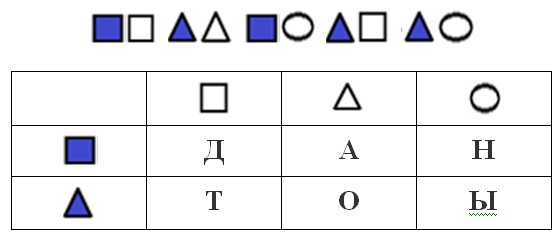 Д А Н
Т О Ы